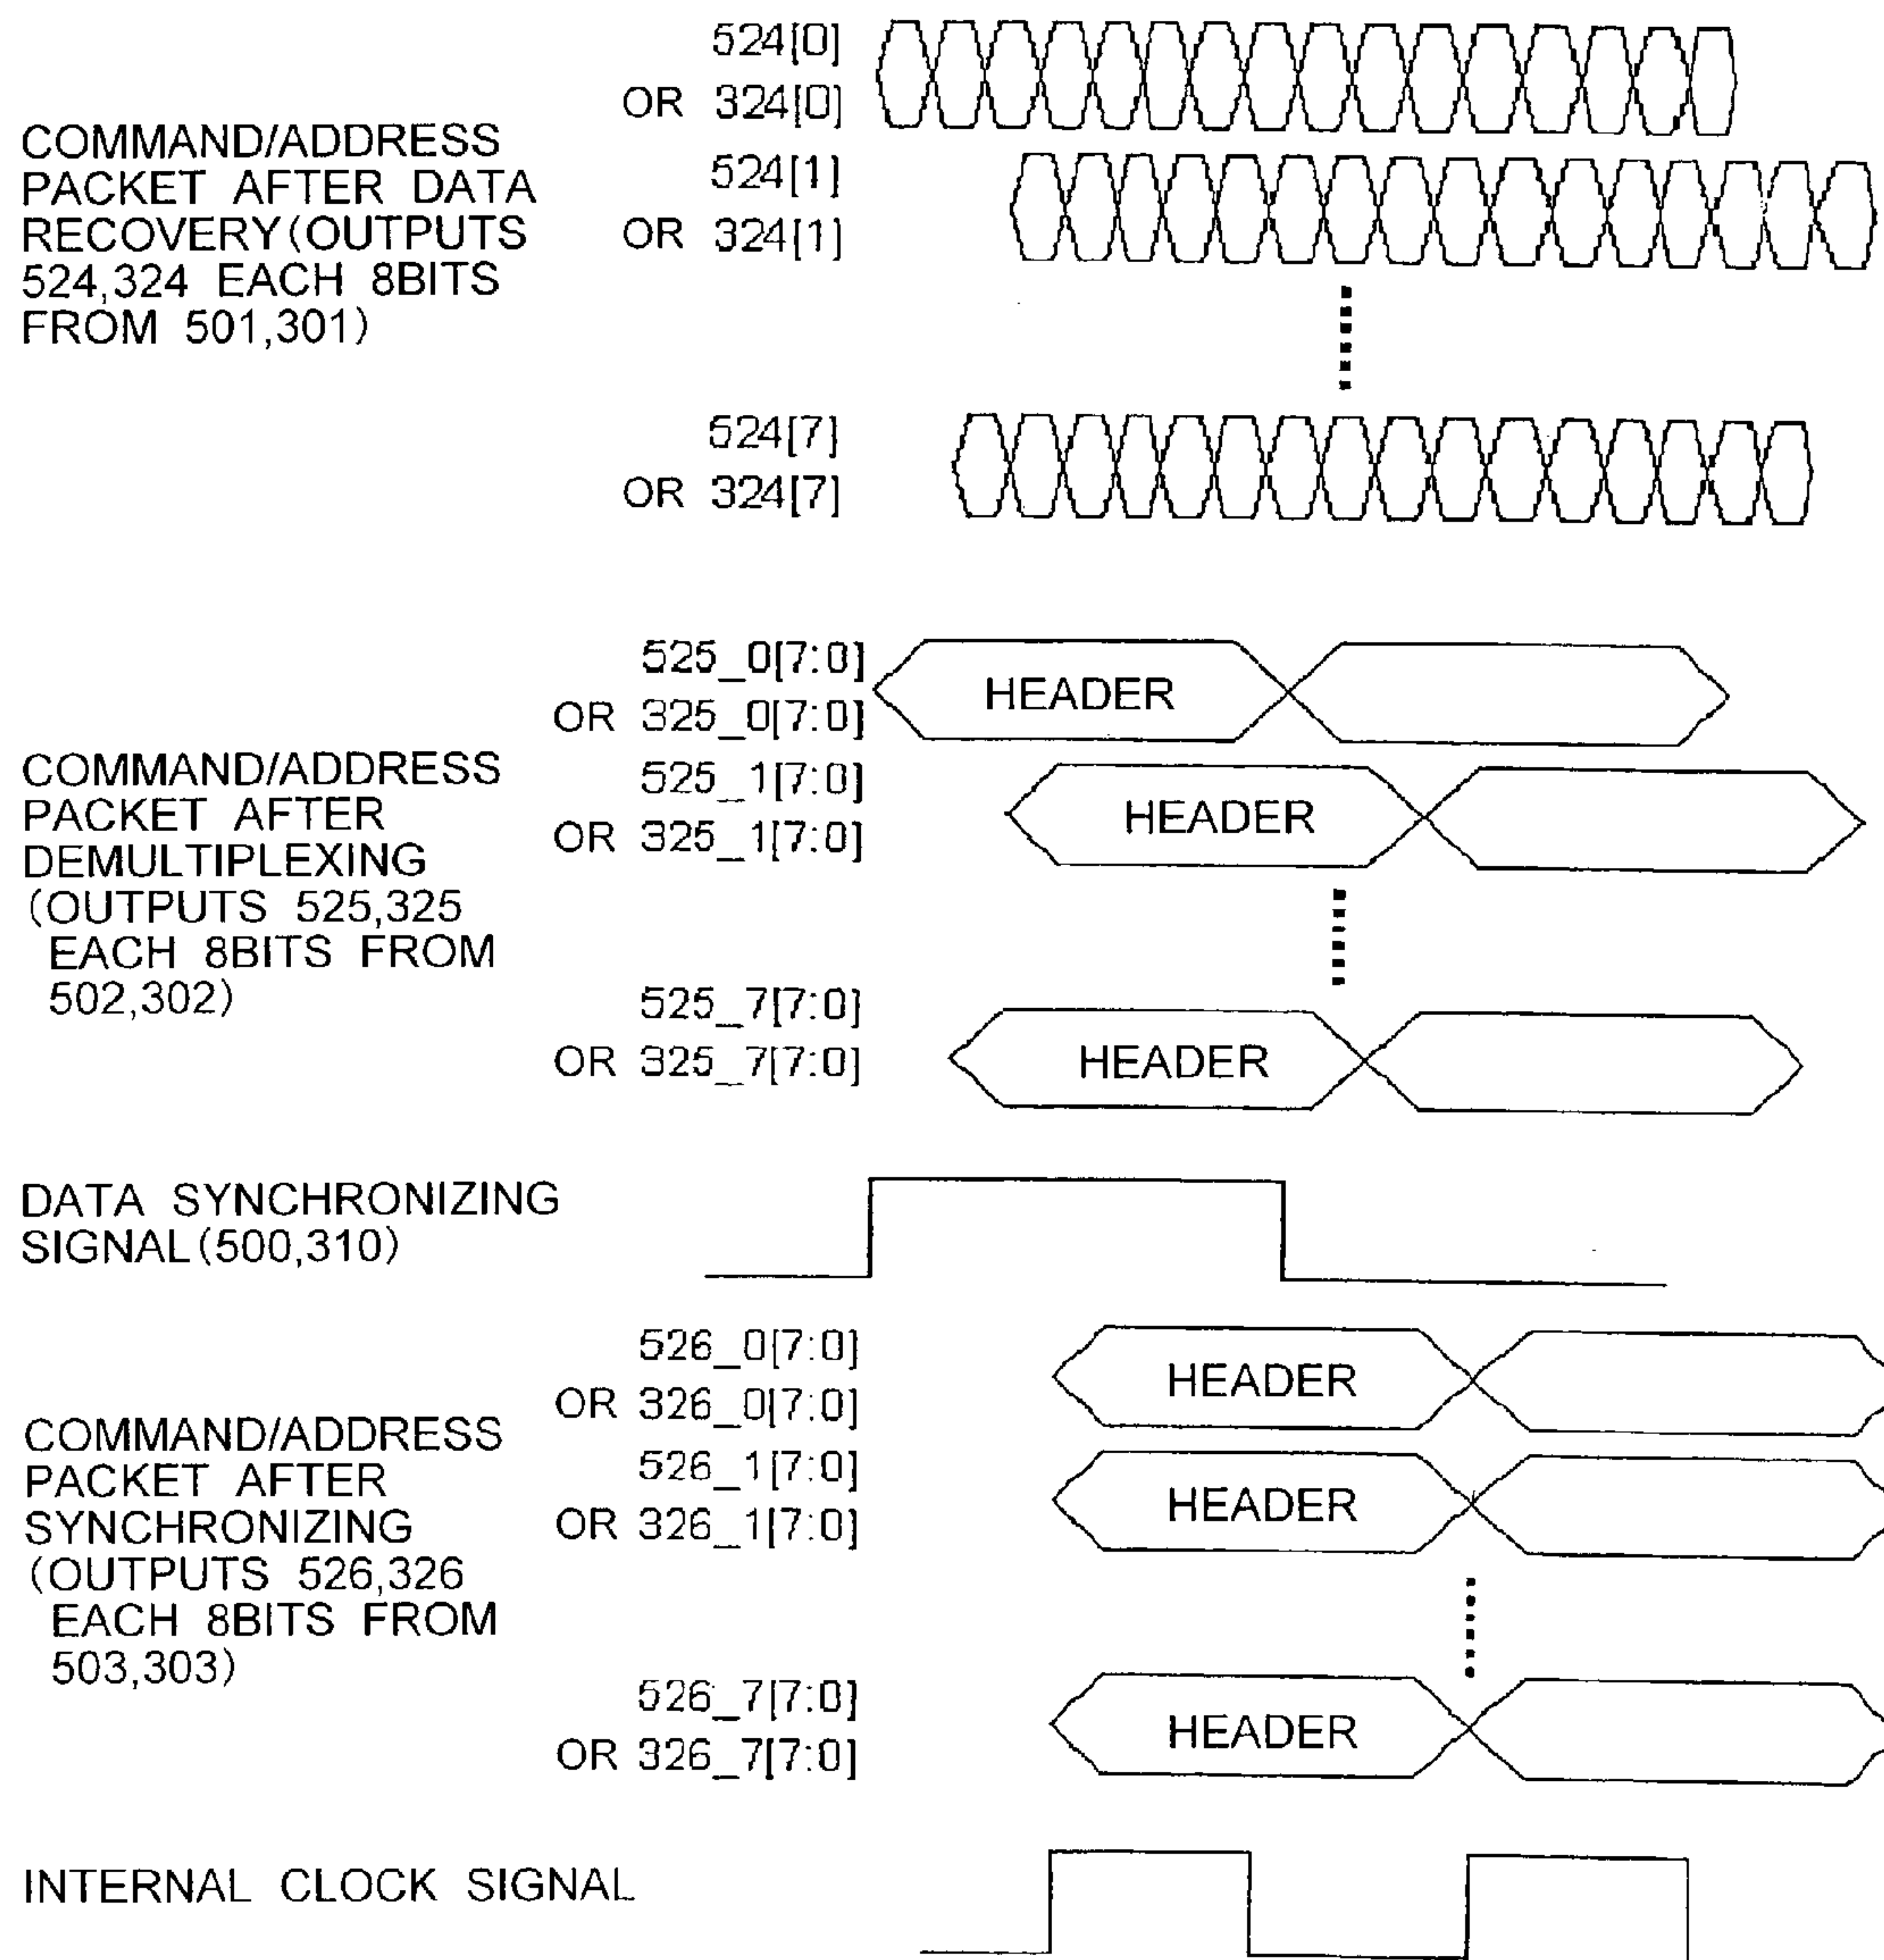 524[0]
OR 324[0]
COMMAND/ADDRESS
PACKET AFTER DATA
RECOVERY(OUTPUTS
524,324 EACH 8BITS
FROM 501,301)
524[1]
OR 324[1]
524[7]
OR 324[7]
525_0[7:0]
OR 325_0[7:0]
HEADER
COMMAND/ADDRESS
PACKET AFTER
DEMULTIPLEXING
(OUTPUTS 525,325
EACH 8BITS FROM
502,302)
525_1[7:0]
OR 325_1[7:0]
HEADER
525_7[7:0]
OR 325_7[7:0]
HEADER
DATA SYNCHRONIZING
SIGNAL(500,310)
526_0[7:0]
OR 326_0[7:0]
HEADER
COMMAND/ADDRESS
PACKET AFTER
SYNCHRONIZING
(OUTPUTS 526,326
EACH 8BITS FROM
503,303)
526_1[7:0]
OR 326_1[7:0]
HEADER
526_7[7:0]
OR 326_7[7:0]
HEADER
INTERNAL CLOCK SIGNAL